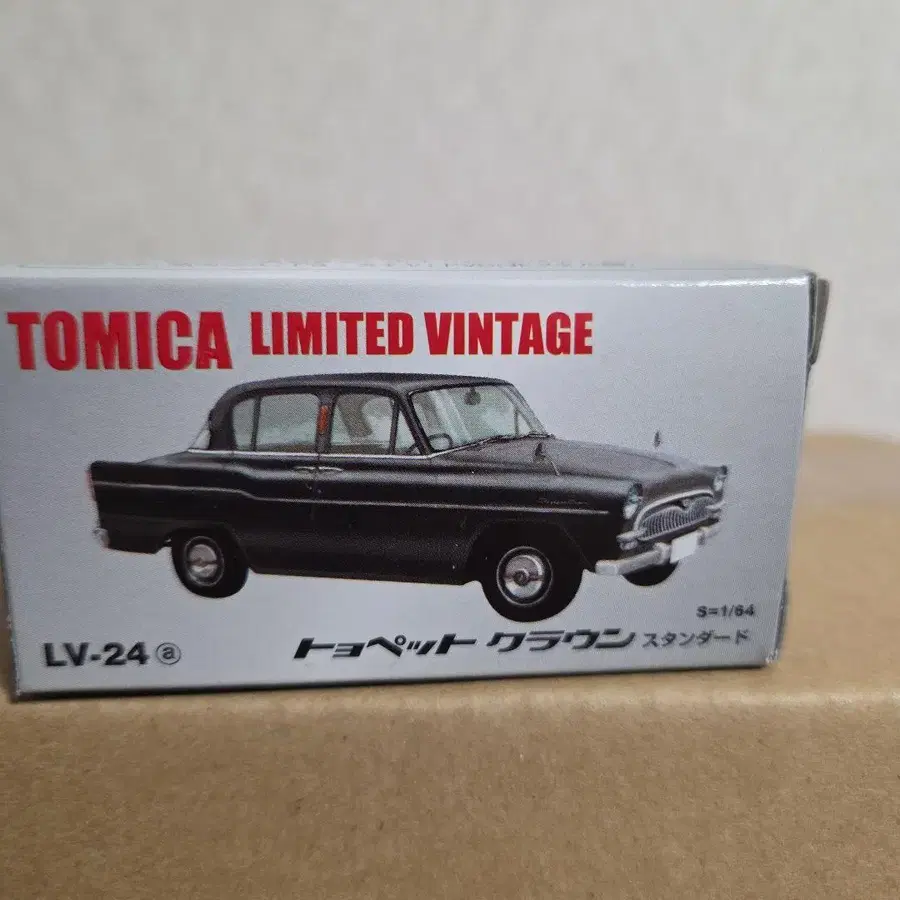 TOMICA LIMITED VINTAGE
S=1/64
LV-24 ⓐ トヨペット クラウン スタンダード